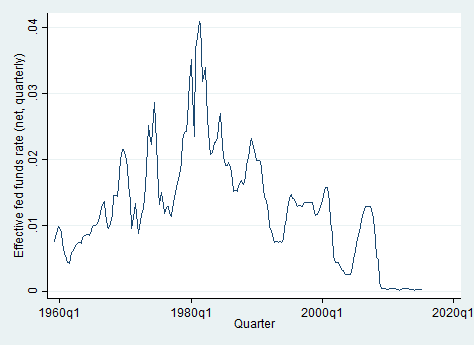 Effective fed funds rate (net, quarterly)
.04
.03
.02
.01
0
1960q1 1980q1 2000q1 2020q1
Quarter